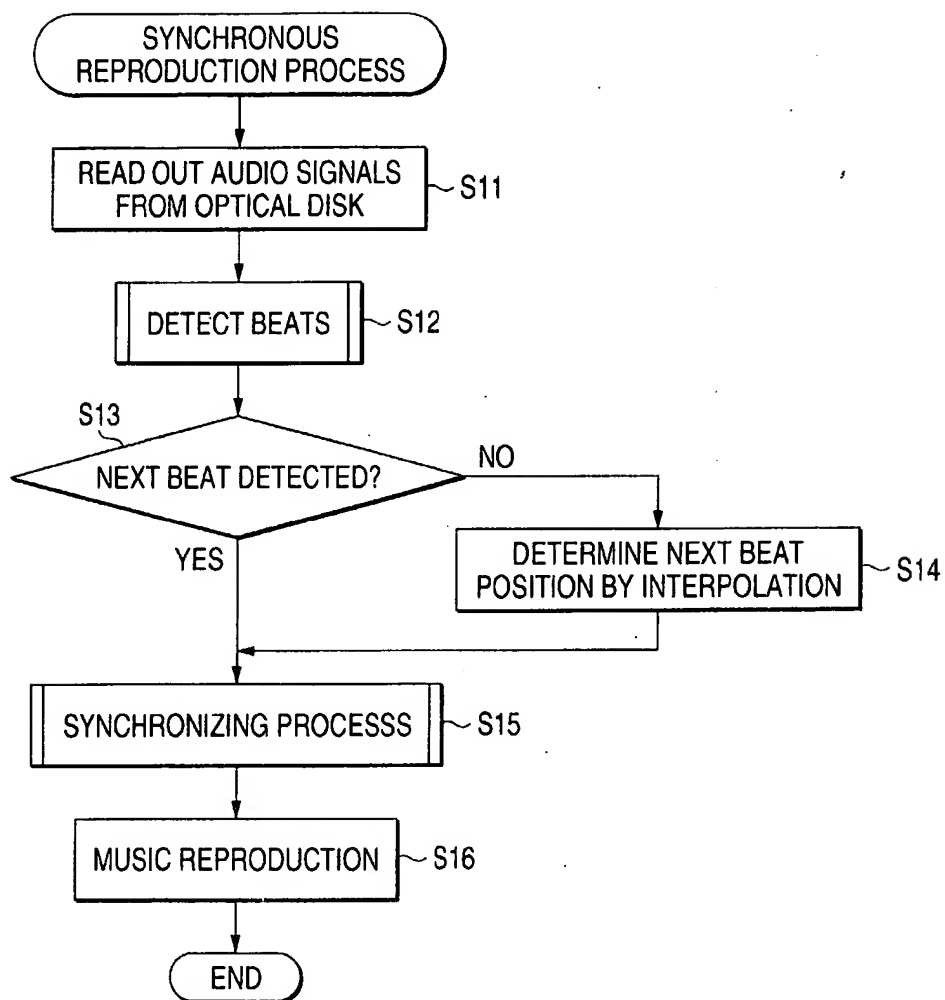 SYNCHRONOUS
REPRODUCTION PROCESS
READ OUT AUDIO SIGNALS
FROM OPTICAL DISK
S11
DETECT BEATS
S12
S13
NEXT BEAT DETECTED?
NO
YES
DETERMINE NEXT BEAT
POSITION BY INTERPOLATION
S14
SYNCHRONIZING PROCESSS
S15
MUSIC REPRODUCTION
S16
END